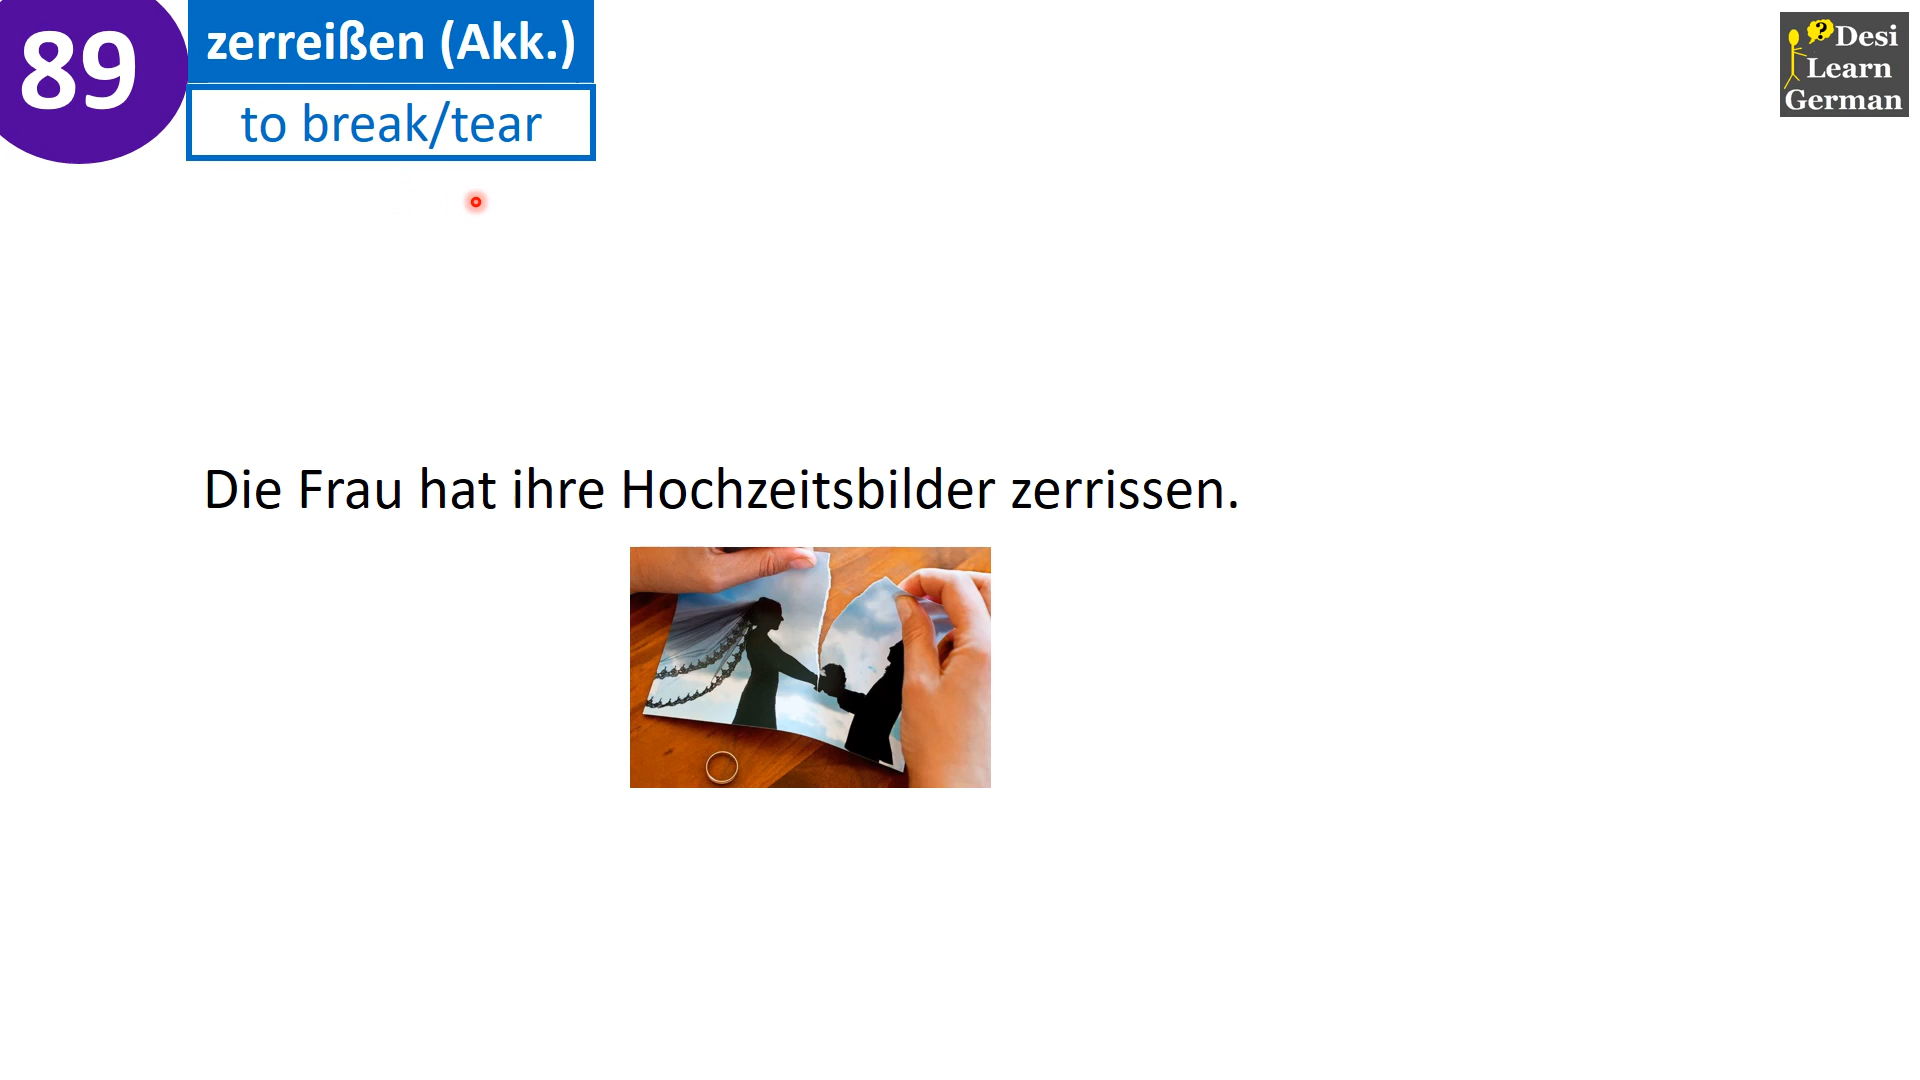 89
zerreißen (Akk.)
to break/tear
?
Desi
Learn
German
Die Frau hat ihre Hochzeitsbilder zerrissen.